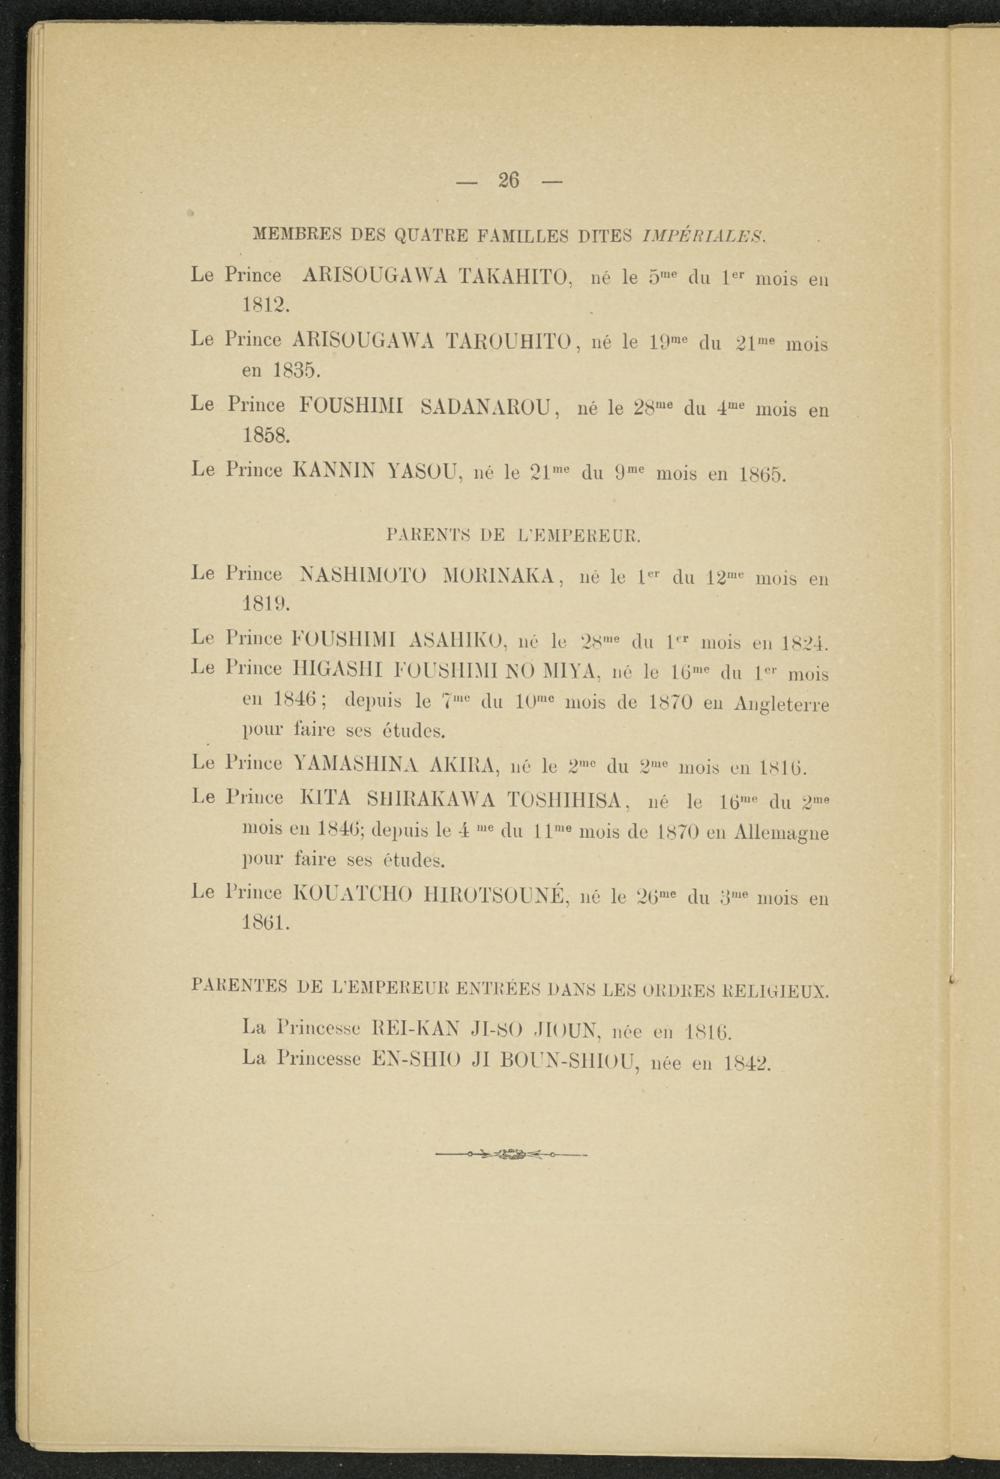 — 26 —
MEMBRES DES QUATRE FAMILLES DITES IMPÉRIALES.
Le Prince ARISOUGAWA TAKAHITO, né le 5me du 1er mois en
1812.
Le Prince ARISOUGAWA TAROUHITO, né le 19me du 21me mois
en 1835.
Le Prince FOUSHIMI SADANAROU, né le 28me du 4me mois en
1858.
Le Prince KANNIN YASOU, né le 21me du 9me mois en 1865.
PARENTS DE L'EMPEREUR.
Le Prince NASHIMOTO MORINAKA, né le 1er du 12me mois en
1819.
Le Prince FOUSHIMI ASAHIKO, né le 28me du 1er mois en 1824.
Le Prince HIGASHI FOUSHIMI NO MIYA, né le 16me du 1er mois
en 1846; depuis le 7me du 10me mois de 1870 en Angleterre
pour faire ses études.
Le Prince YAMASHINA AKIRA, né le 2me du 2me mois en 1816.
Le Prince KITA SHIRAKAWA TOSHIHISA, né le 16me du 2me
mois en 1846; depuis le 4 me du 11me mois de 1870 en Allemagne
pour faire ses études.
Le Prince KOUATCHO HIROTSOUNÉ, né le 26me du 3me mois en
1861.
PARENTES DE L'EMPEREUR ENTRÉES DANS LES ORDRES RELIGIEUX.
La Princesse REI-KAN JI-SO JIOUN, née en 1816.
La Princesse EN-SHIO JI BOUN-SHIOU, née en 1842.